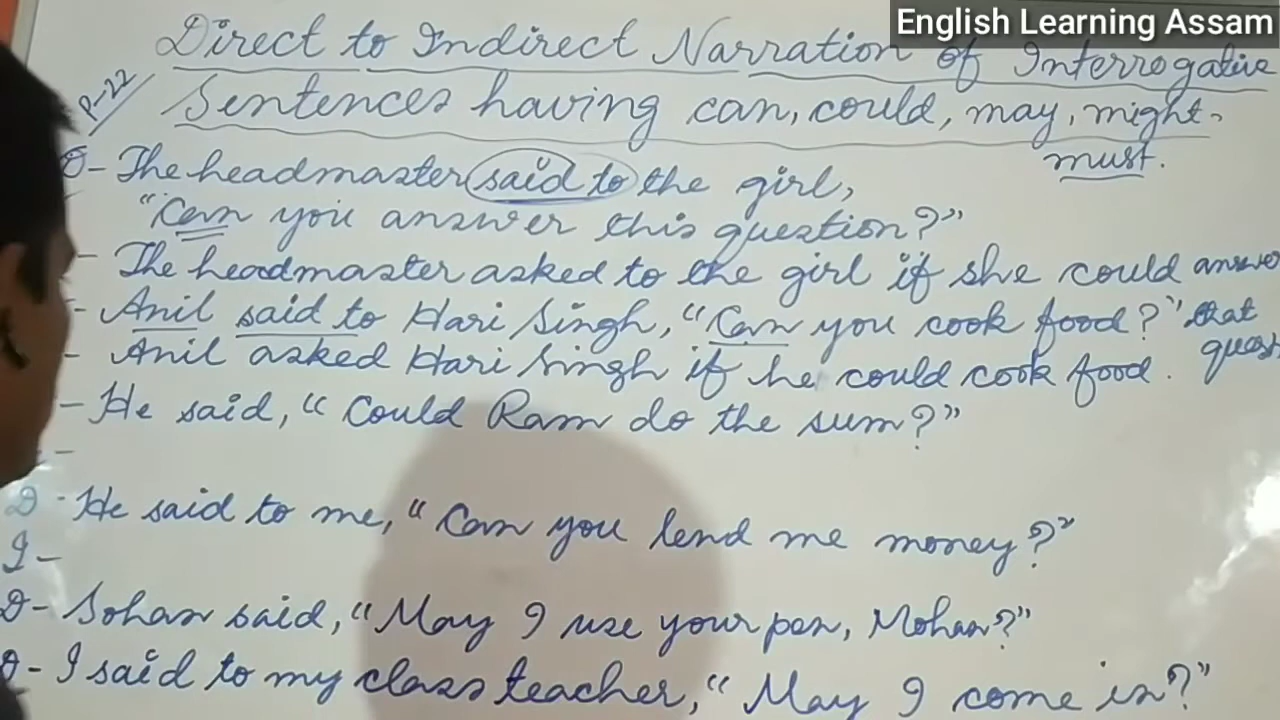 English Learning Assam
Direct to Indirect Narration of Interrogative
P-22
Sentences having can, could, may, might,
must.
D- The headmaster said to the girl,
"Can you answer this question?"
- The headmaster asked to the girl if she could answer
- Anil said to Hari Singh, "Can you cook food?" that
- Anil asked Hari Singh if he could cook food. quest
- He said, "Could Ram do the sum?"
-
D- He said to me, "Can you lend me money?"
I-
D- Sohan said, "May I use your pen, Mohan?"
D- I said to my class teacher, "May I come in?"